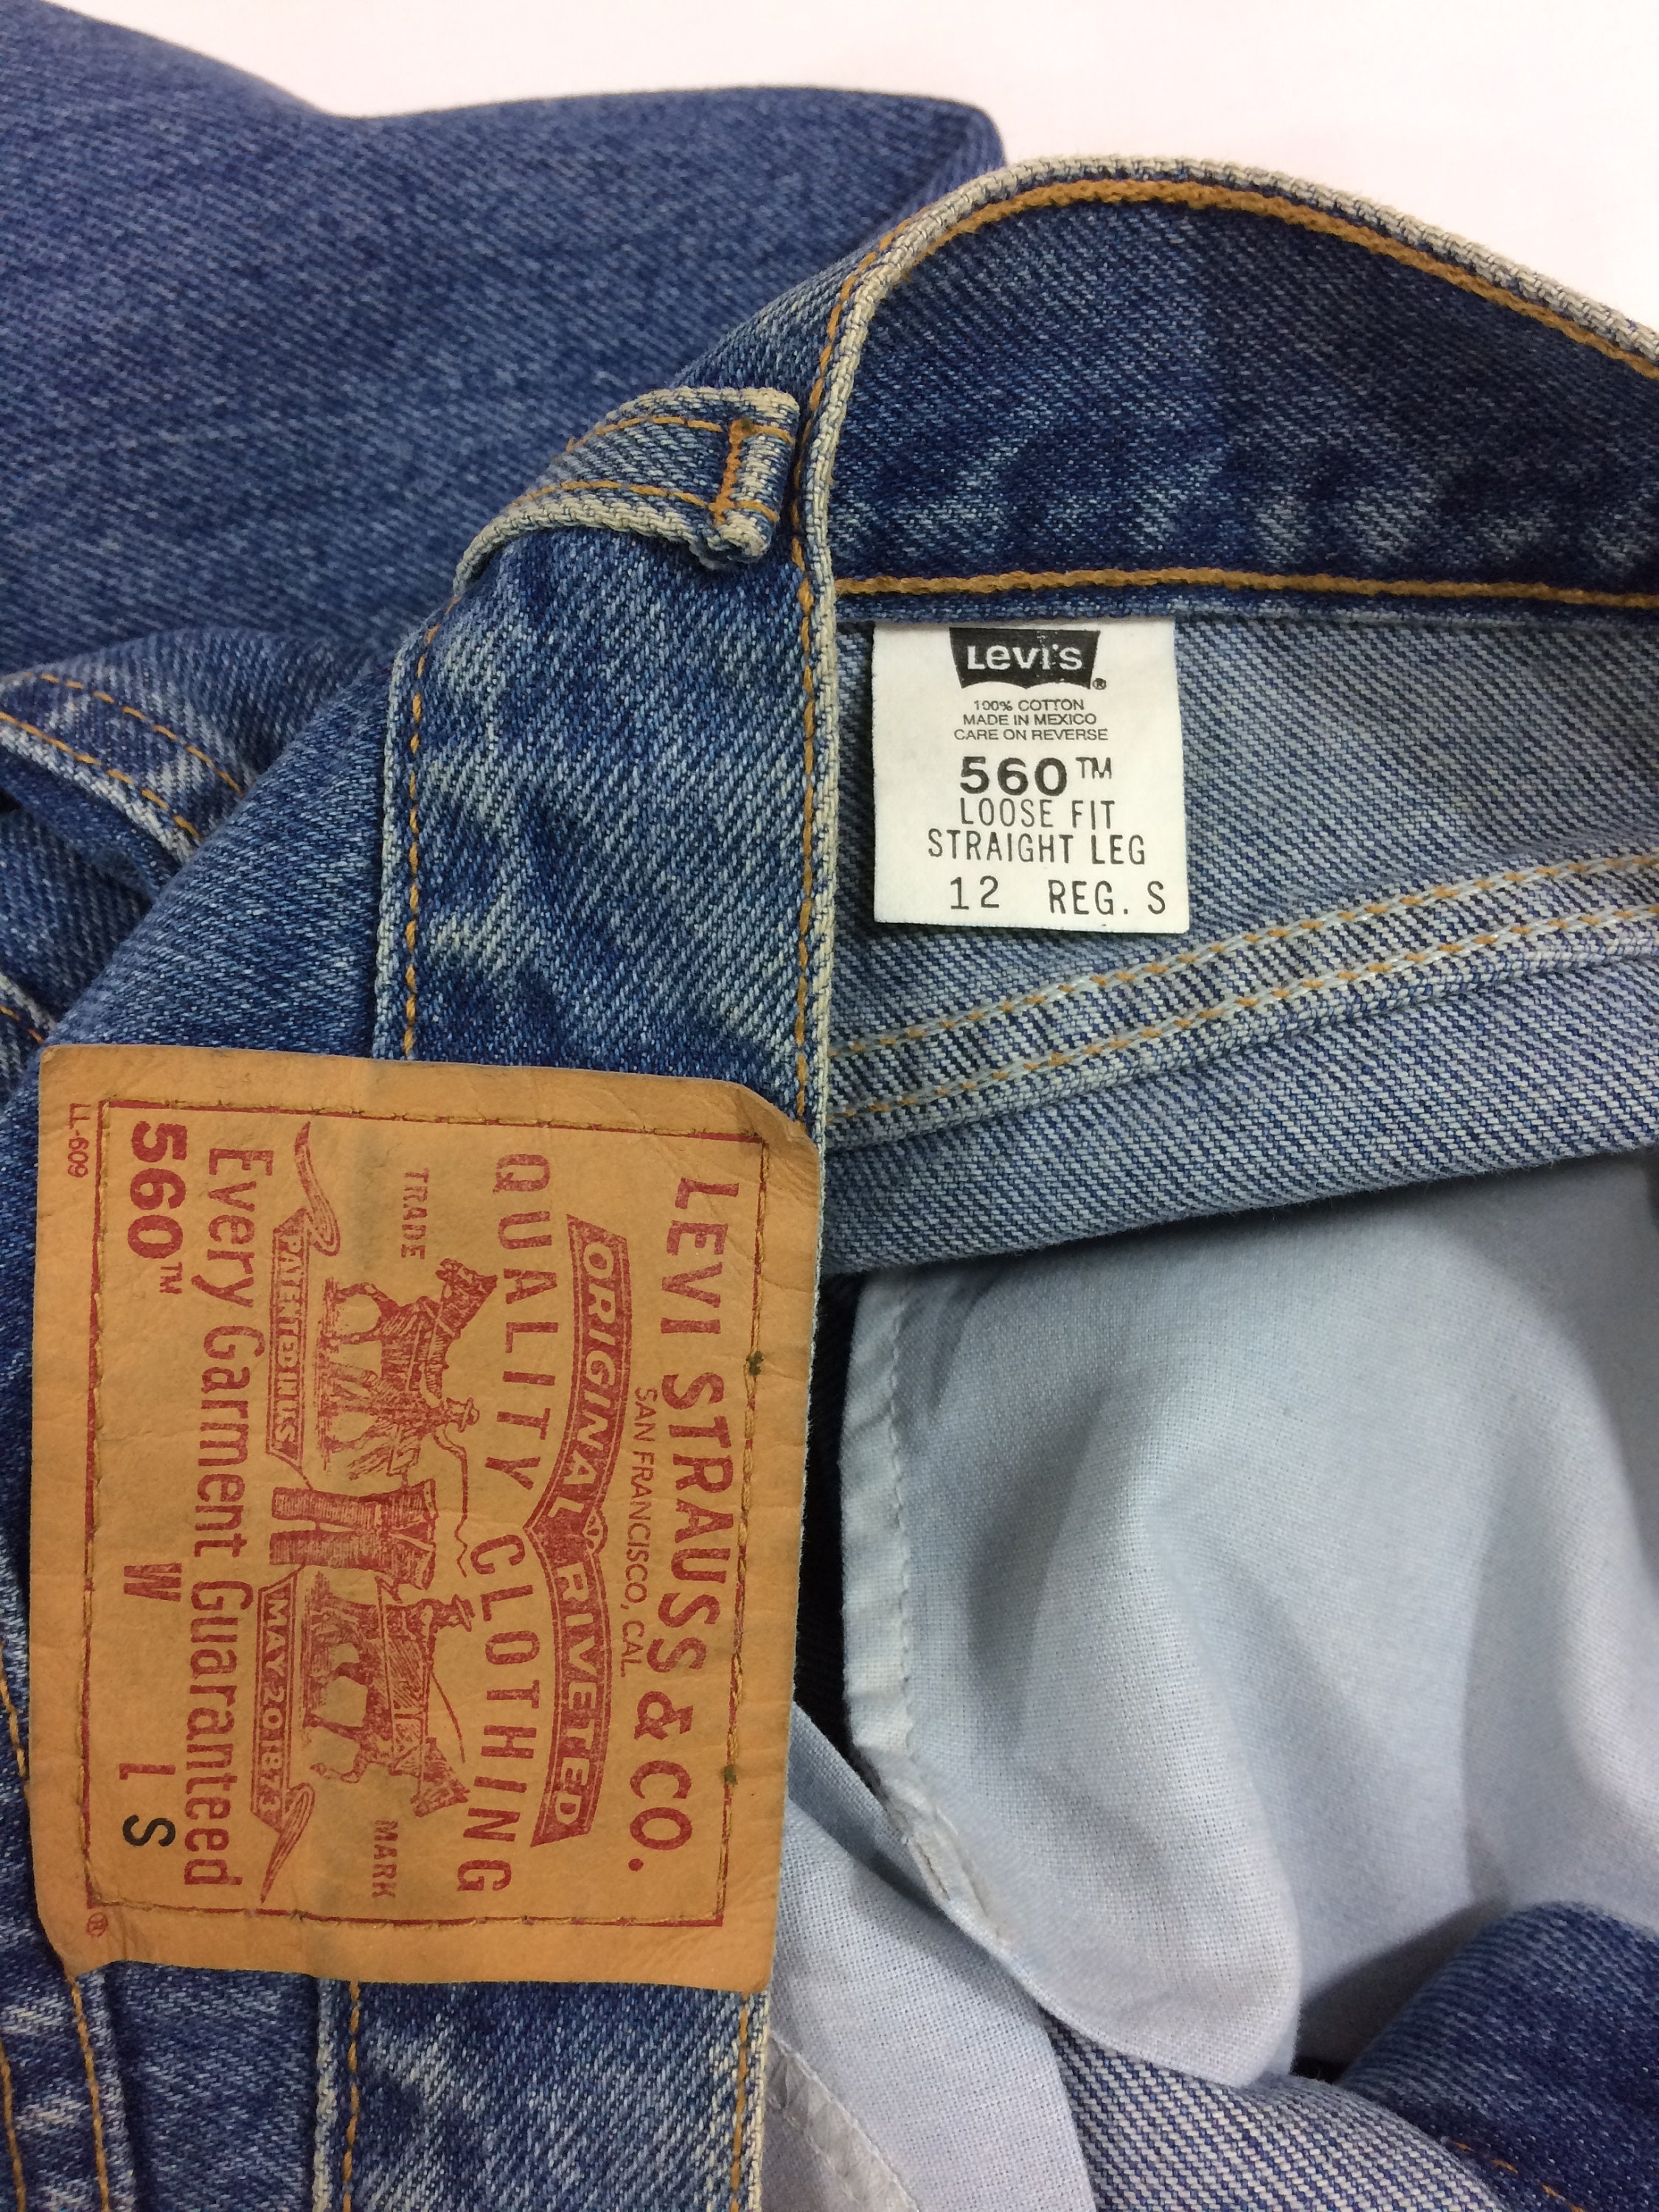 Levi's®
100% COTTON
MADE IN MEXICO
CARE ON REVERSE
560™
LOOSE FIT
STRAIGHT LEG
12 REG. S
LEVI STRAUSS & CO.
SAN FRANCISCO, CAL.
ORIGINAL RIVETED
QUALITY CLOTHING
TRADE MARK
PATENTED IN U.S. MAY 20 1873
Every Garment Guaranteed
560™ W L S
LL-609 ®